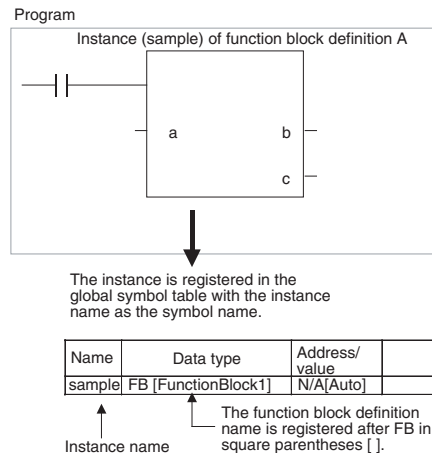 Program
Instance (sample) of function block definition A
a
b
c
The instance is registered in the
global symbol table with the instance
name as the symbol name.
Name Data type Address/
value
sample FB [FunctionBlock1] N/A[Auto]
Instance name
The function block definition
name is registered after FB in
square parentheses [ ].